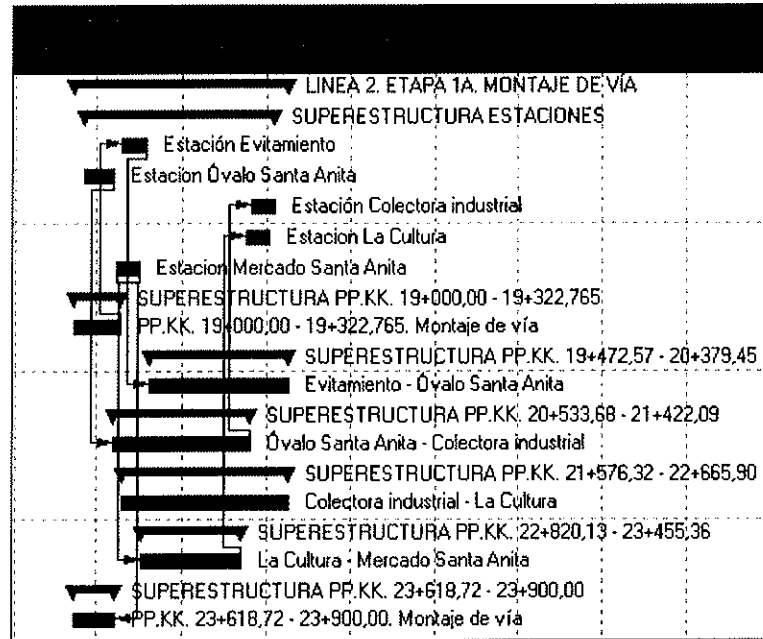 LINEA 2. ETAPA 1A. MONTAJE DE VÍA
SUPERESTRUCTURA ESTACIONES
Estación Evitamiento
Estacion Óvalo Santa Anita
Estación Colectora industrial
Estacion La Cultura
Estacion Mercado Santa Anita
SUPERESTRUCTURA PP.KK. 19+000,00 - 19+322,765
PP.KK. 19+000,00 - 19+322,765. Montaje de vía
SUPERESTRUCTURA PP.KK. 19+472,57 - 20+379,45
Evitamiento - Óvalo Santa Anita
SUPERESTRUCTURA PP.KK. 20+533,68 - 21+422,09
Óvalo Santa Anita - Colectora industrial
SUPERESTRUCTURA PP.KK. 21+576,32 - 22+665,90
Colectora industrial - La Cultura
SUPERESTRUCTURA PP.KK. 22+820,13 - 23+455,36
La Cultura - Mercado Santa Anita
SUPERESTRUCTURA PP.KK. 23+618,72 - 23+900,00
PP.KK. 23+618,72 - 23+900,00. Montaje de vía